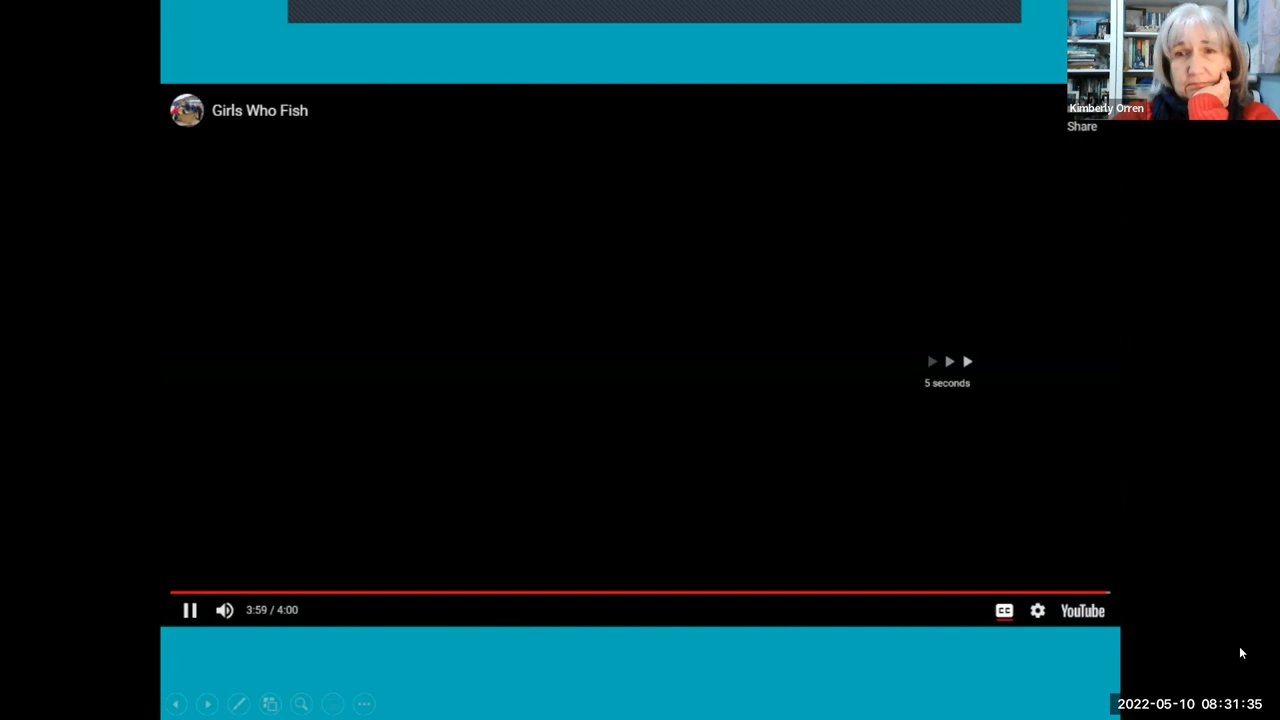 Girls Who Fish
Kimberly Orren
Share
5 seconds
3:59 / 4:00
CC
YouTube
2022-05-10 08:31:35